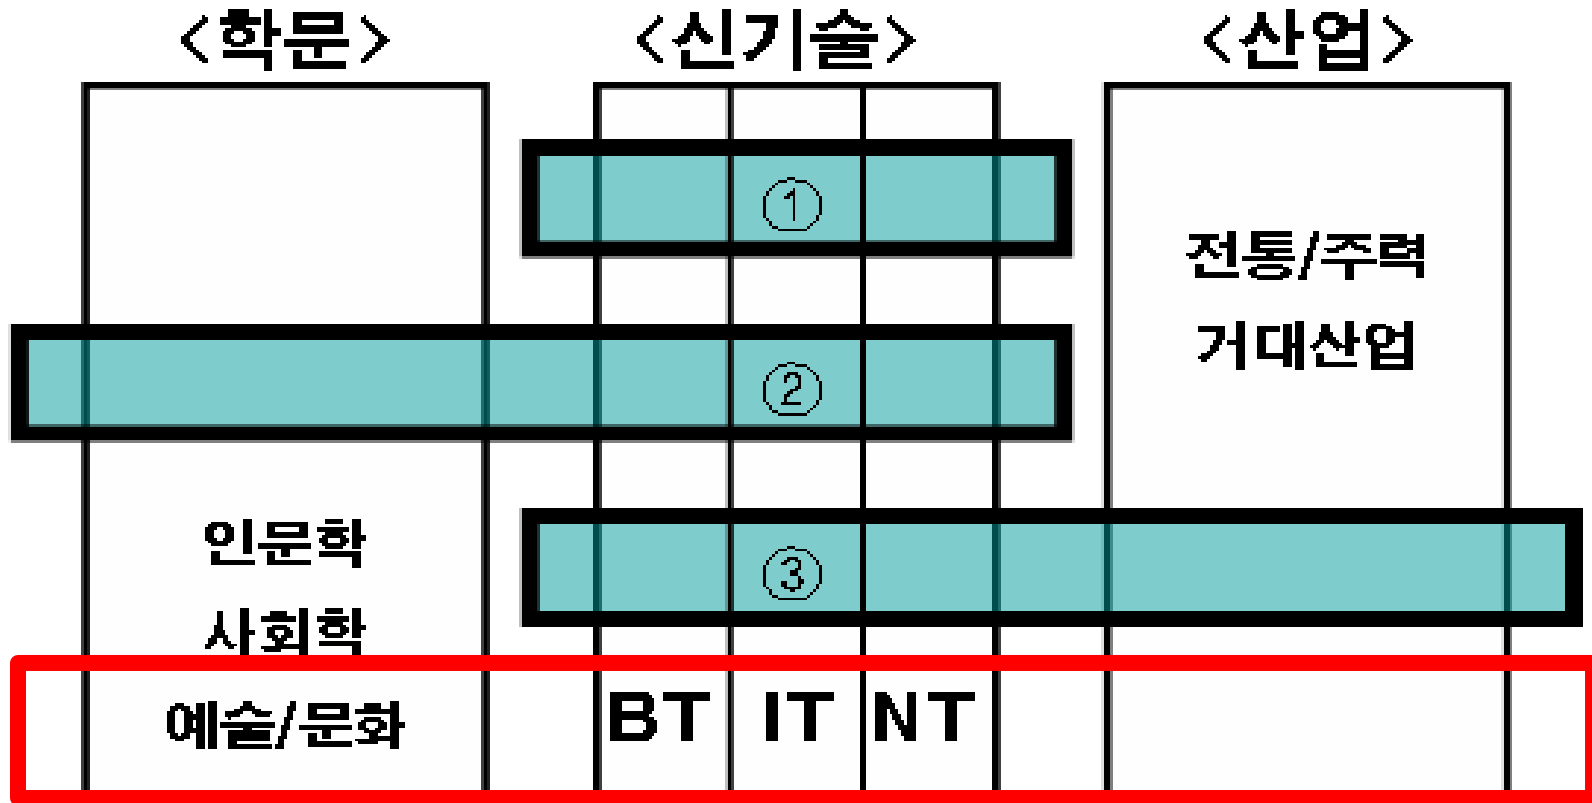 <학문> <신기술> <산업>
①
전통/주력
거대산업
②
인문학
③
사회학
예술/문화 BT IT NT